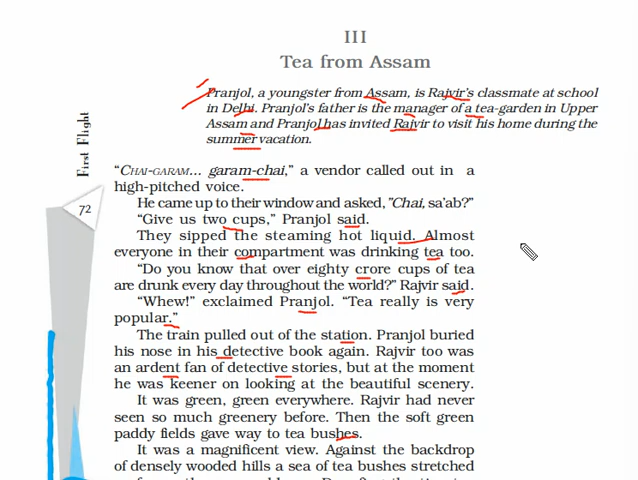 III
Tea from Assam
Pranjol, a youngster from Assam, is Rajvir's classmate at school
in Delhi. Pranjol's father is the manager of a tea-garden in Upper
Assam and Pranjol has invited Rajvir to visit his home during the
summer vacation.
First Flight
72
"CHAI-GARAM... garam-chai," a vendor called out in a
high-pitched voice.
He came up to their window and asked, "Chai, sa'ab?"
"Give us two cups," Pranjol said.
They sipped the steaming hot liquid. Almost
everyone in their compartment was drinking tea too.
"Do you know that over eighty crore cups of tea
are drunk every day throughout the world?" Rajvir said.
"Whew!" exclaimed Pranjol. "Tea really is very
popular."
The train pulled out of the station. Pranjol buried
his nose in his detective book again. Rajvir too was
an ardent fan of detective stories, but at the moment
he was keener on looking at the beautiful scenery.
It was green, green everywhere. Rajvir had never
seen so much greenery before. Then the soft green
paddy fields gave way to tea bushes.
It was a magnificent view. Against the backdrop
of densely wooded hills a sea of tea bushes stretched